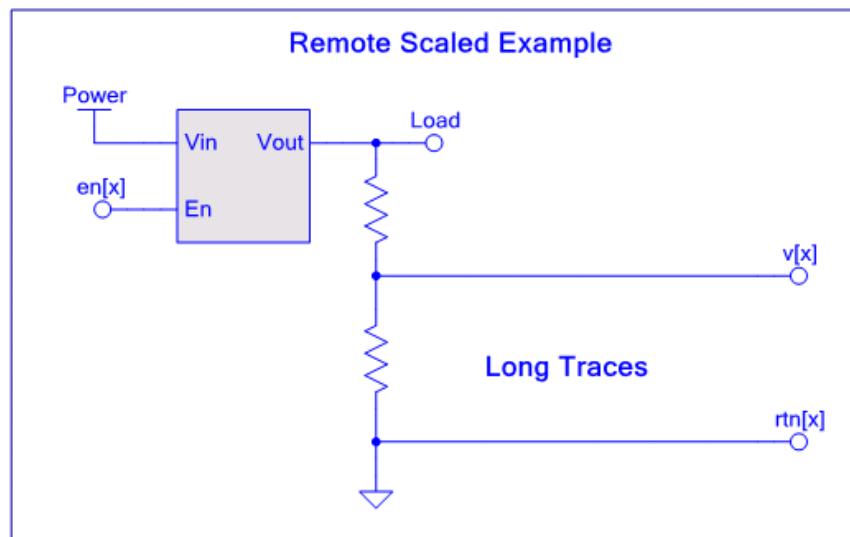 Remote Scaled Example
Power
Load
Vin
Vout
en[x]
En
v[x]
Long Traces
rtn[x]